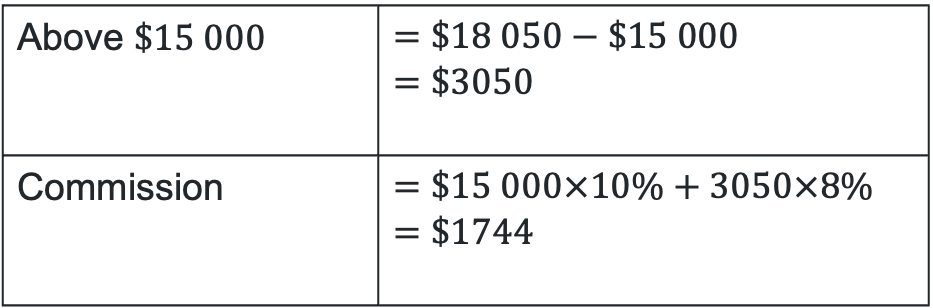 Above $15 000
= $18 050 − $15 000
= $3050
Commission
= $15 000×10% + 3050×8%
= $1744